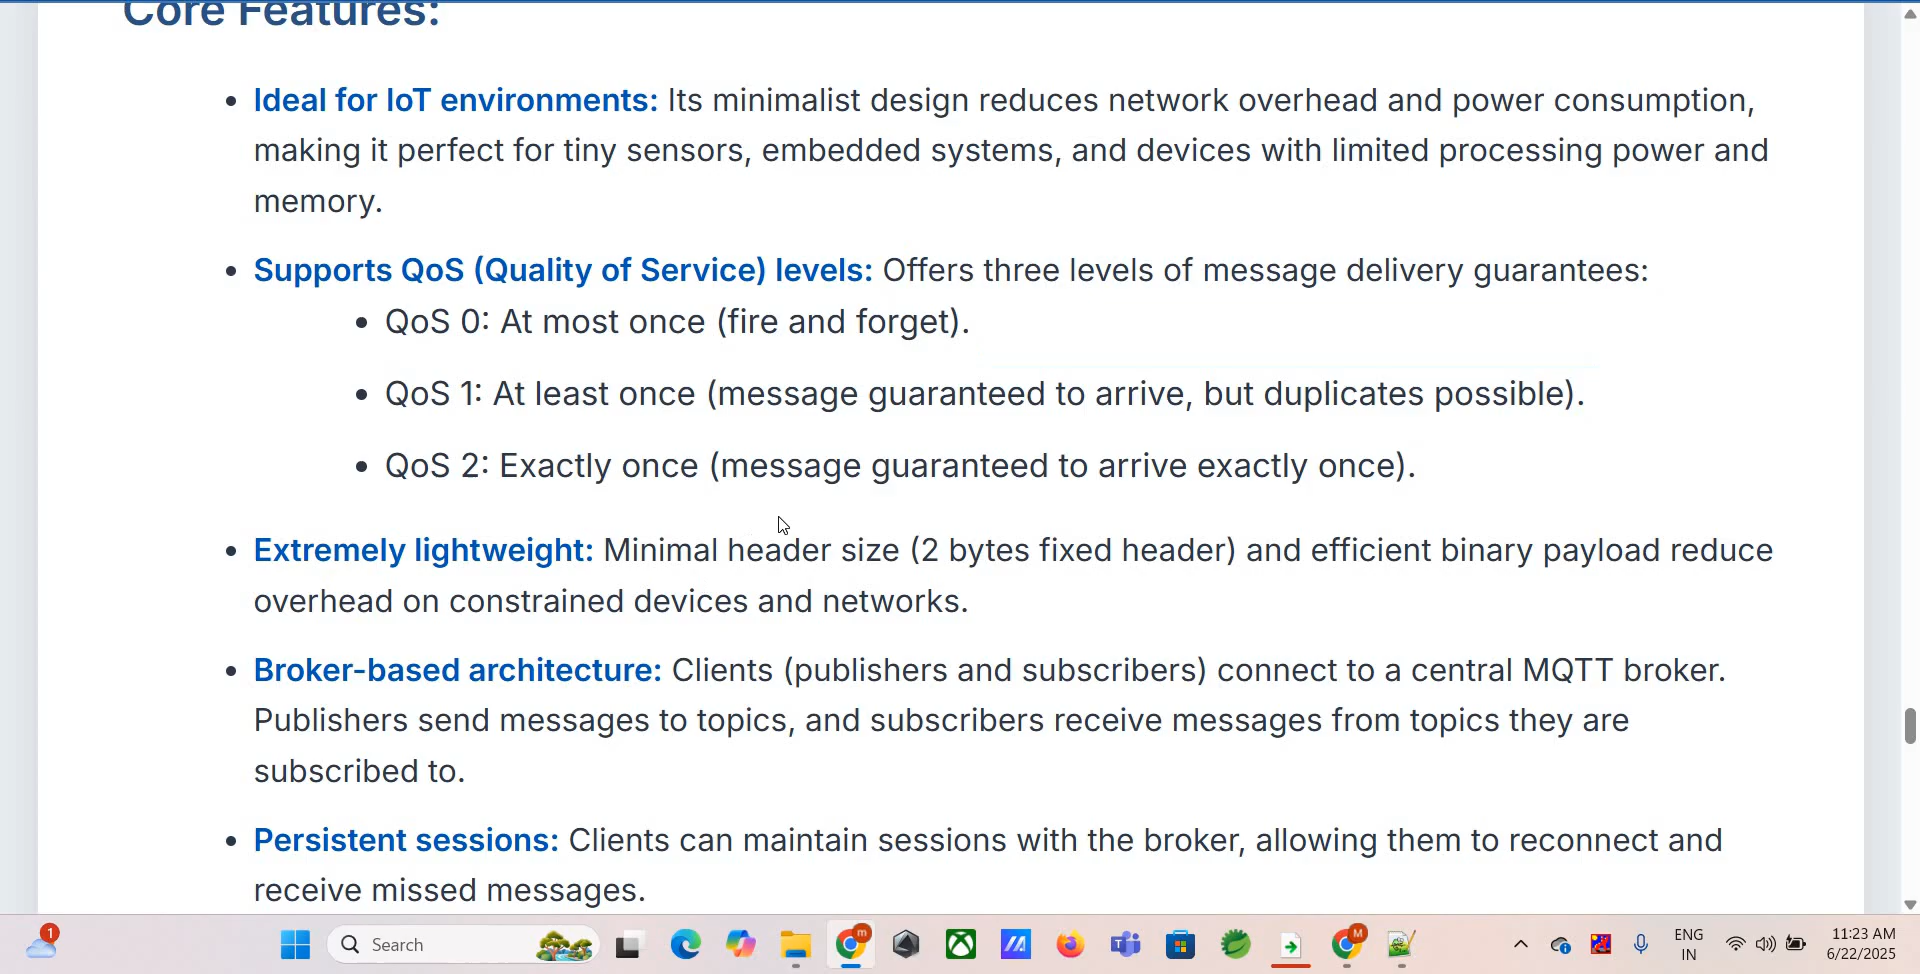 Core Features:
Ideal for IoT environments: Its minimalist design reduces network overhead and power consumption,
making it perfect for tiny sensors, embedded systems, and devices with limited processing power and
memory.
Supports QoS (Quality of Service) levels: Offers three levels of message delivery guarantees:
QoS 0: At most once (fire and forget).
QoS 1: At least once (message guaranteed to arrive, but duplicates possible).
QoS 2: Exactly once (message guaranteed to arrive exactly once).
Extremely lightweight: Minimal header size (2 bytes fixed header) and efficient binary payload reduce
overhead on constrained devices and networks.
Broker-based architecture: Clients (publishers and subscribers) connect to a central MQTT broker.
Publishers send messages to topics, and subscribers receive messages from topics they are
subscribed to.
Persistent sessions: Clients can maintain sessions with the broker, allowing them to reconnect and
receive missed messages.
1
Search
m
M
ENG
IN
11:23 AM
6/22/2025